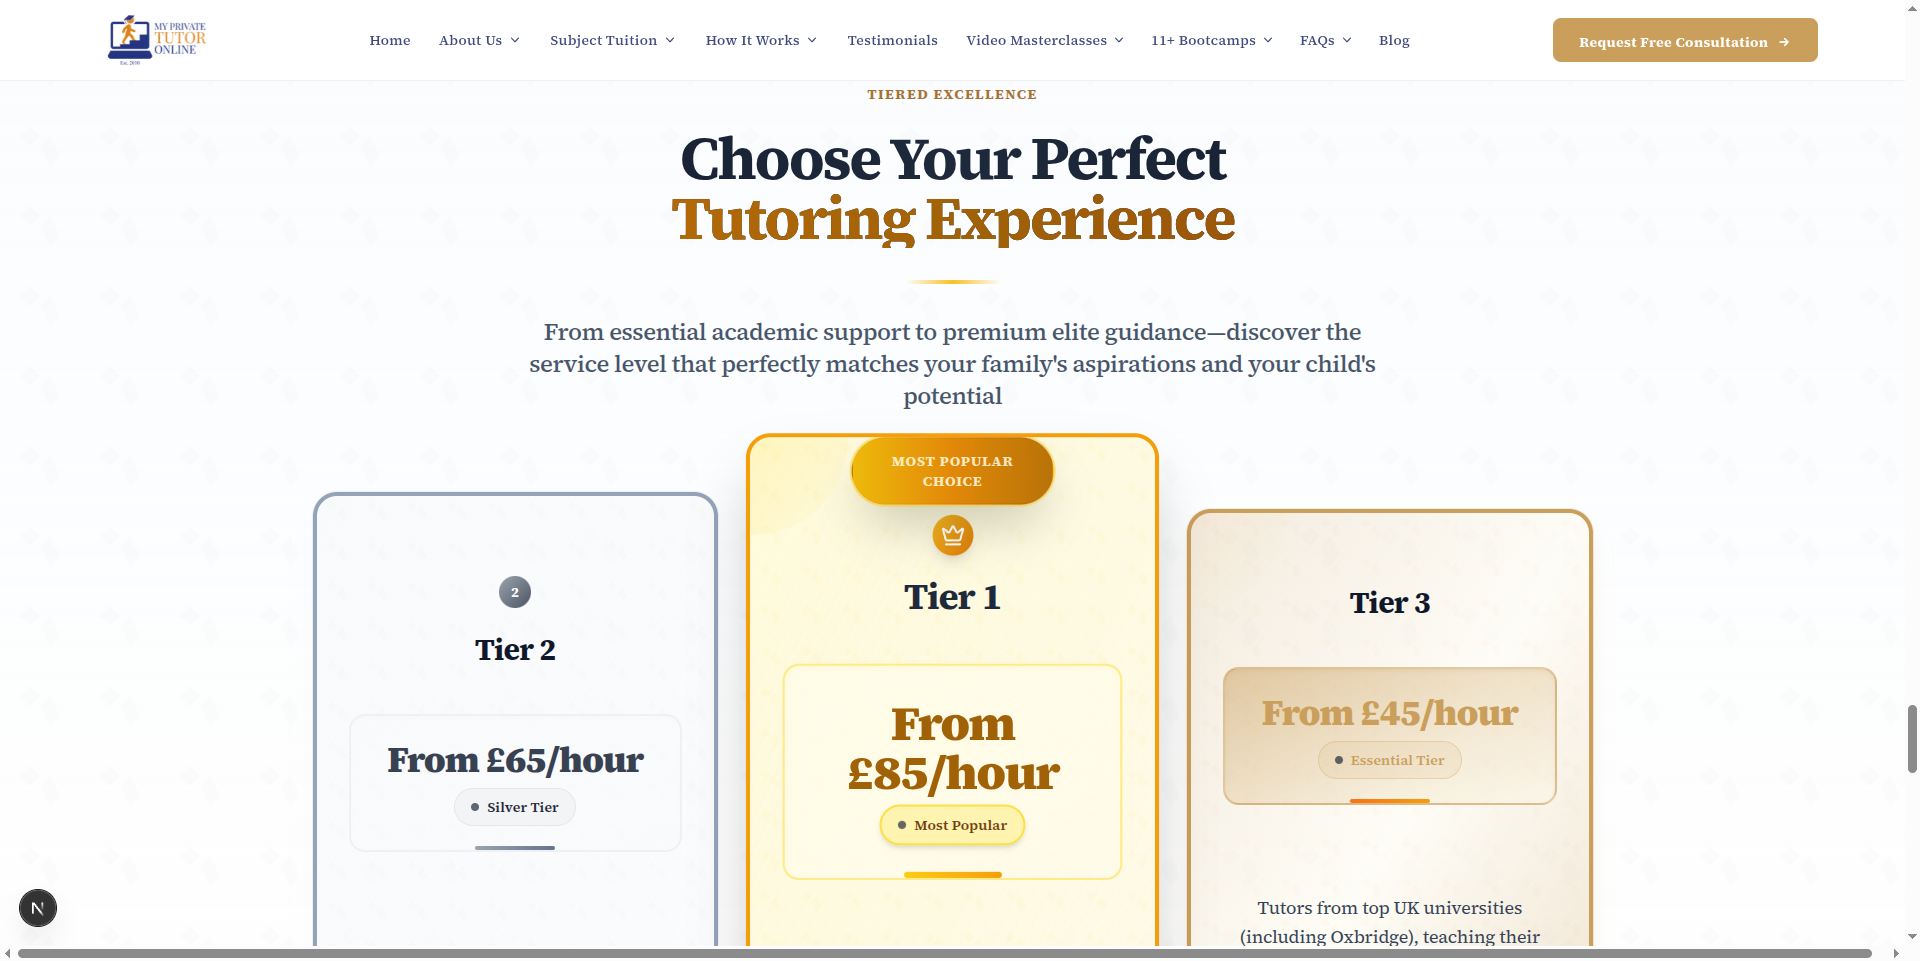 MY PRIVATE
TUTOR
ONLINE
Est. 2010
Home
About Us
Subject Tuition
How It Works
Testimonials
Video Masterclasses
11+ Bootcamps
FAQs
Blog
Request Free Consultation
TIERED EXCELLENCE
Choose Your Perfect
Tutoring Experience
From essential academic support to premium elite guidance—discover the
service level that perfectly matches your family's aspirations and your child's
potential
2
Tier 2
From £65/hour
Silver Tier
MOST POPULAR
CHOICE
Tier 1
From
£85/hour
Most Popular
Tier 3
From £45/hour
Essential Tier
Tutors from top UK universities
(including Oxbridge), teaching their
N